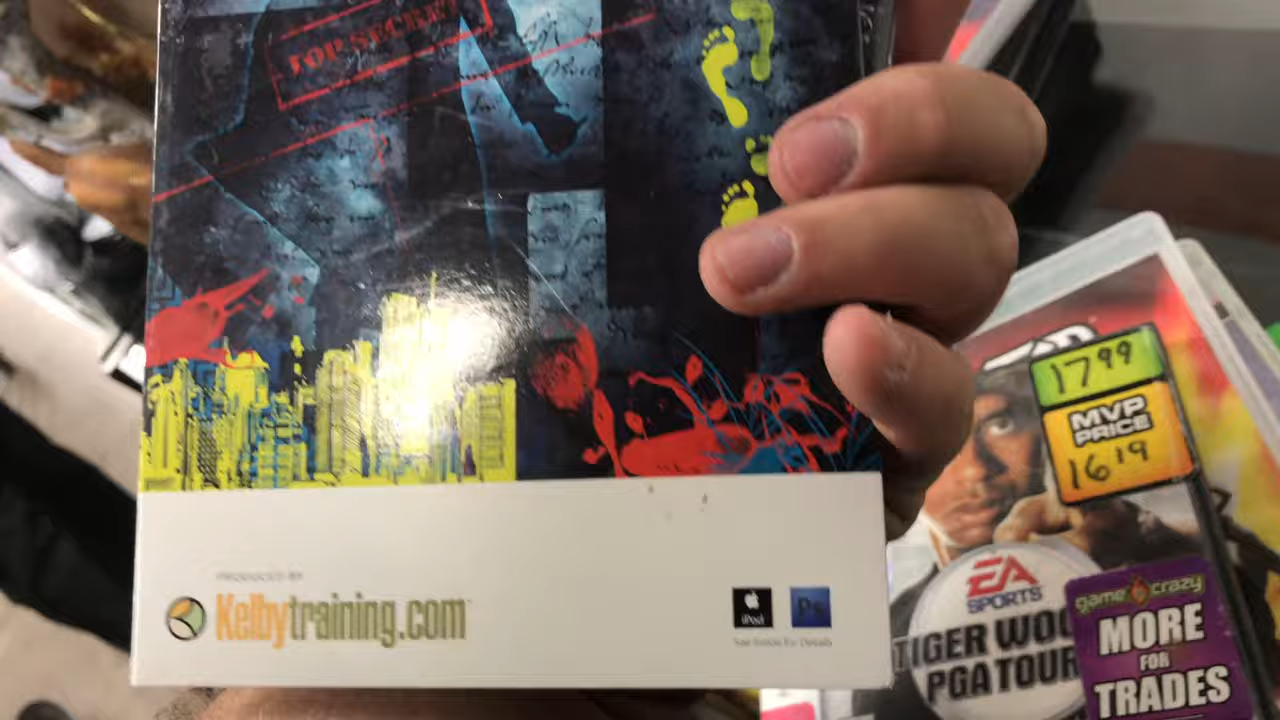 TOP SECRET
PRODUCED BY
Kelbytraining.com
iPod
Ps
See Inside for Details
17.99
MVP
PRICE
16.19
EA
SPORTS
TIGER WOO
PGA TOUR
game crazy
MORE
FOR
TRADES